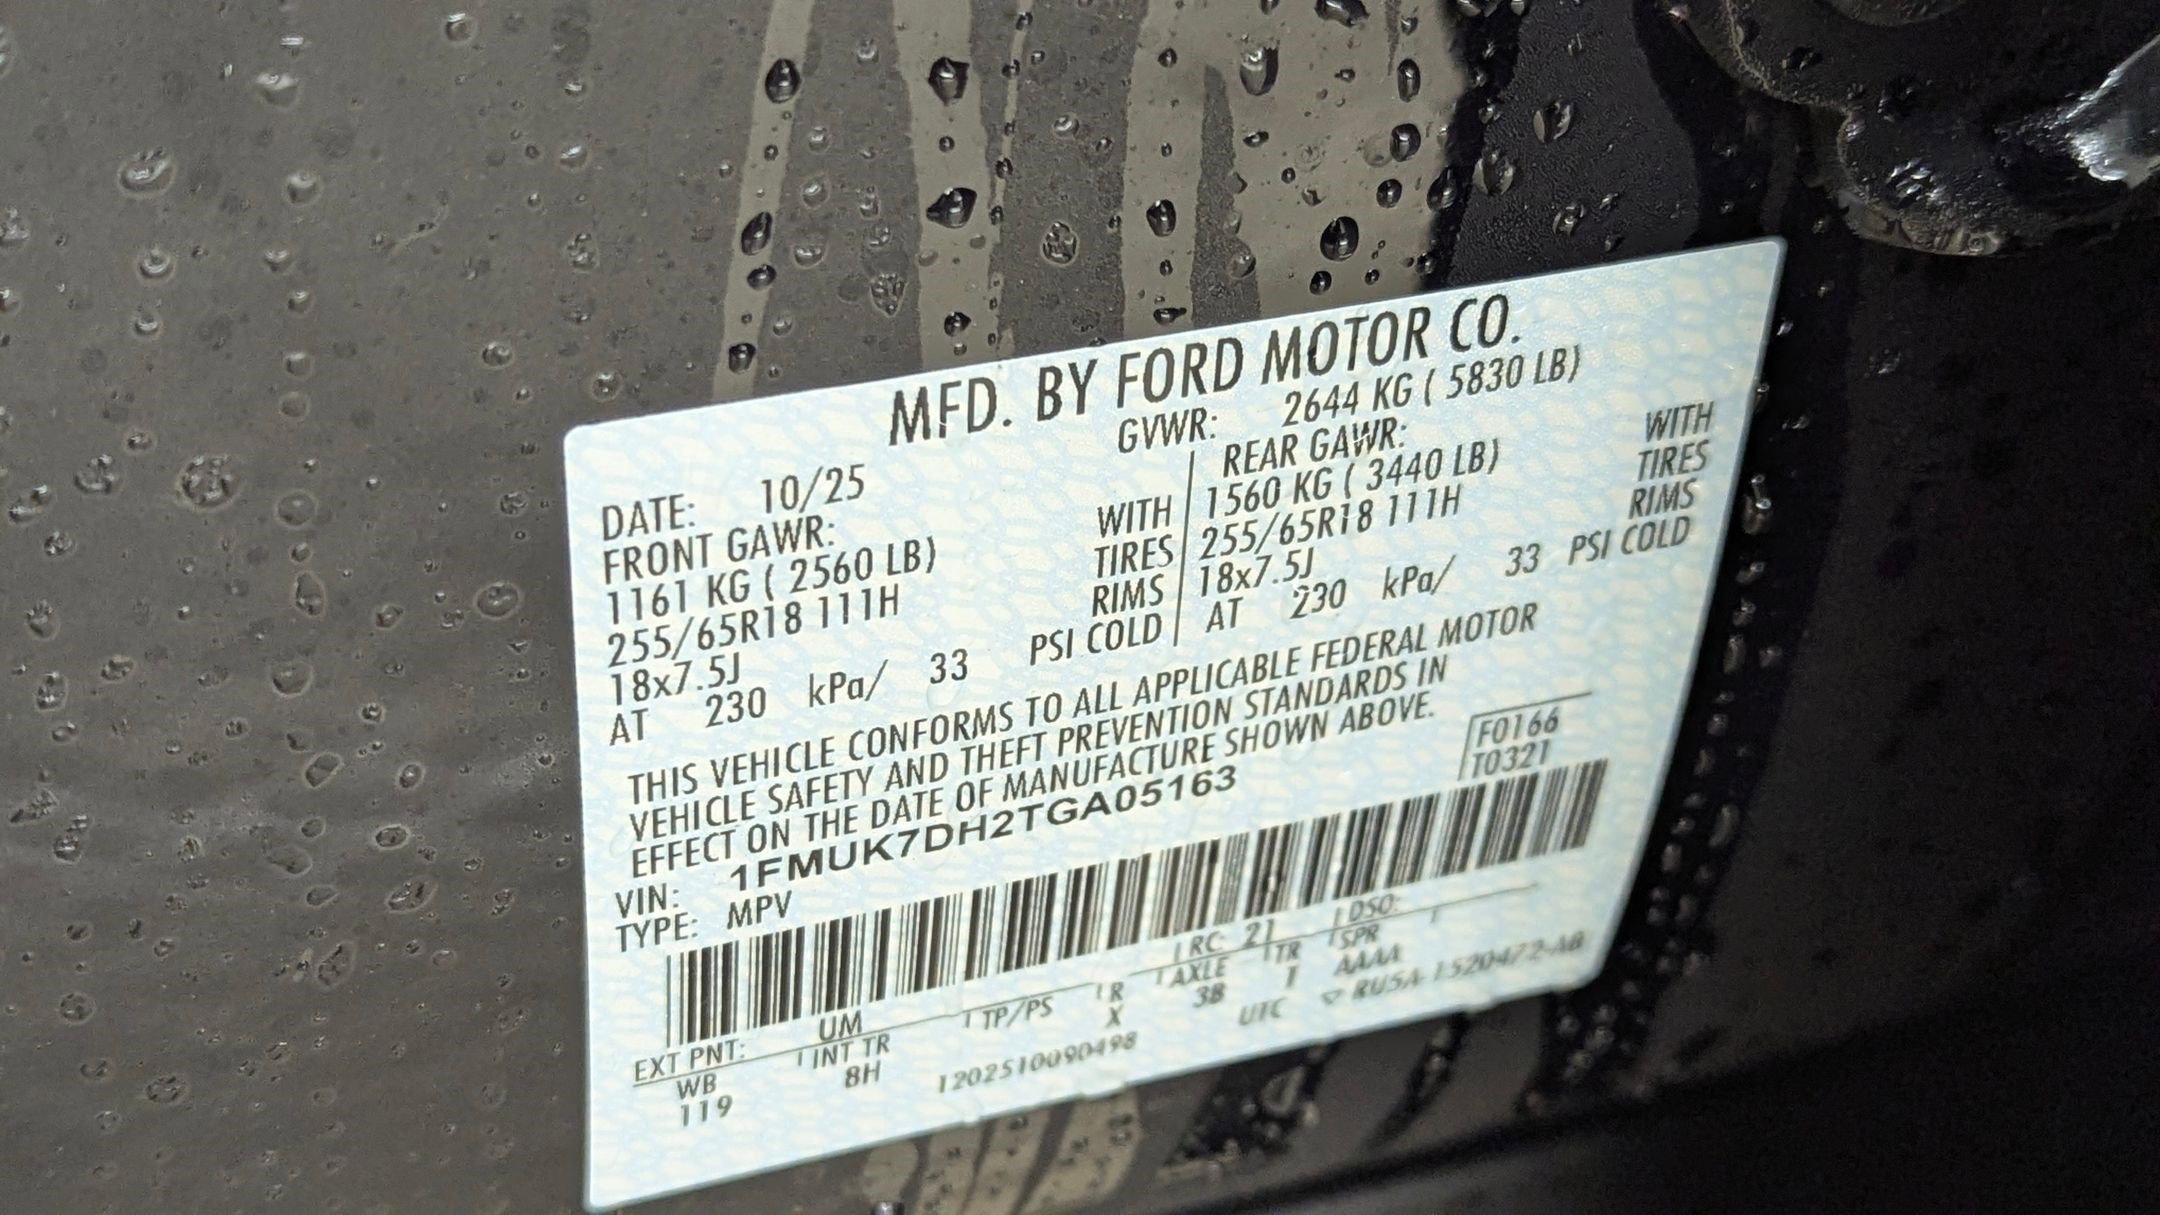 MFD. BY FORD MOTOR CO.
DATE: 10/25 GVWR: 2644 KG ( 5830 LB)
FRONT GAWR: REAR GAWR:
1161 KG ( 2560 LB) WITH 1560 KG ( 3440 LB) WITH
255/65R18 111H TIRES 255/65R18 111H TIRES
18x7.5J RIMS 18x7.5J RIMS
AT 230 kPa/ 33 PSI COLD AT 230 kPa/ 33 PSI COLD
THIS VEHICLE CONFORMS TO ALL APPLICABLE FEDERAL MOTOR
VEHICLE SAFETY AND THEFT PREVENTION STANDARDS IN
EFFECT ON THE DATE OF MANUFACTURE SHOWN ABOVE.
F0166
T0321
VIN: 1FMUK7DH2TGA05163
TYPE: MPV
EXT PNT: UM RC: 21 DSO:
WB INT TR TP/PS R AXLE TR SPR
119 8H X 3B 1 AAAA
1202510090498 UTC ▽ RU5A-1520472-AB